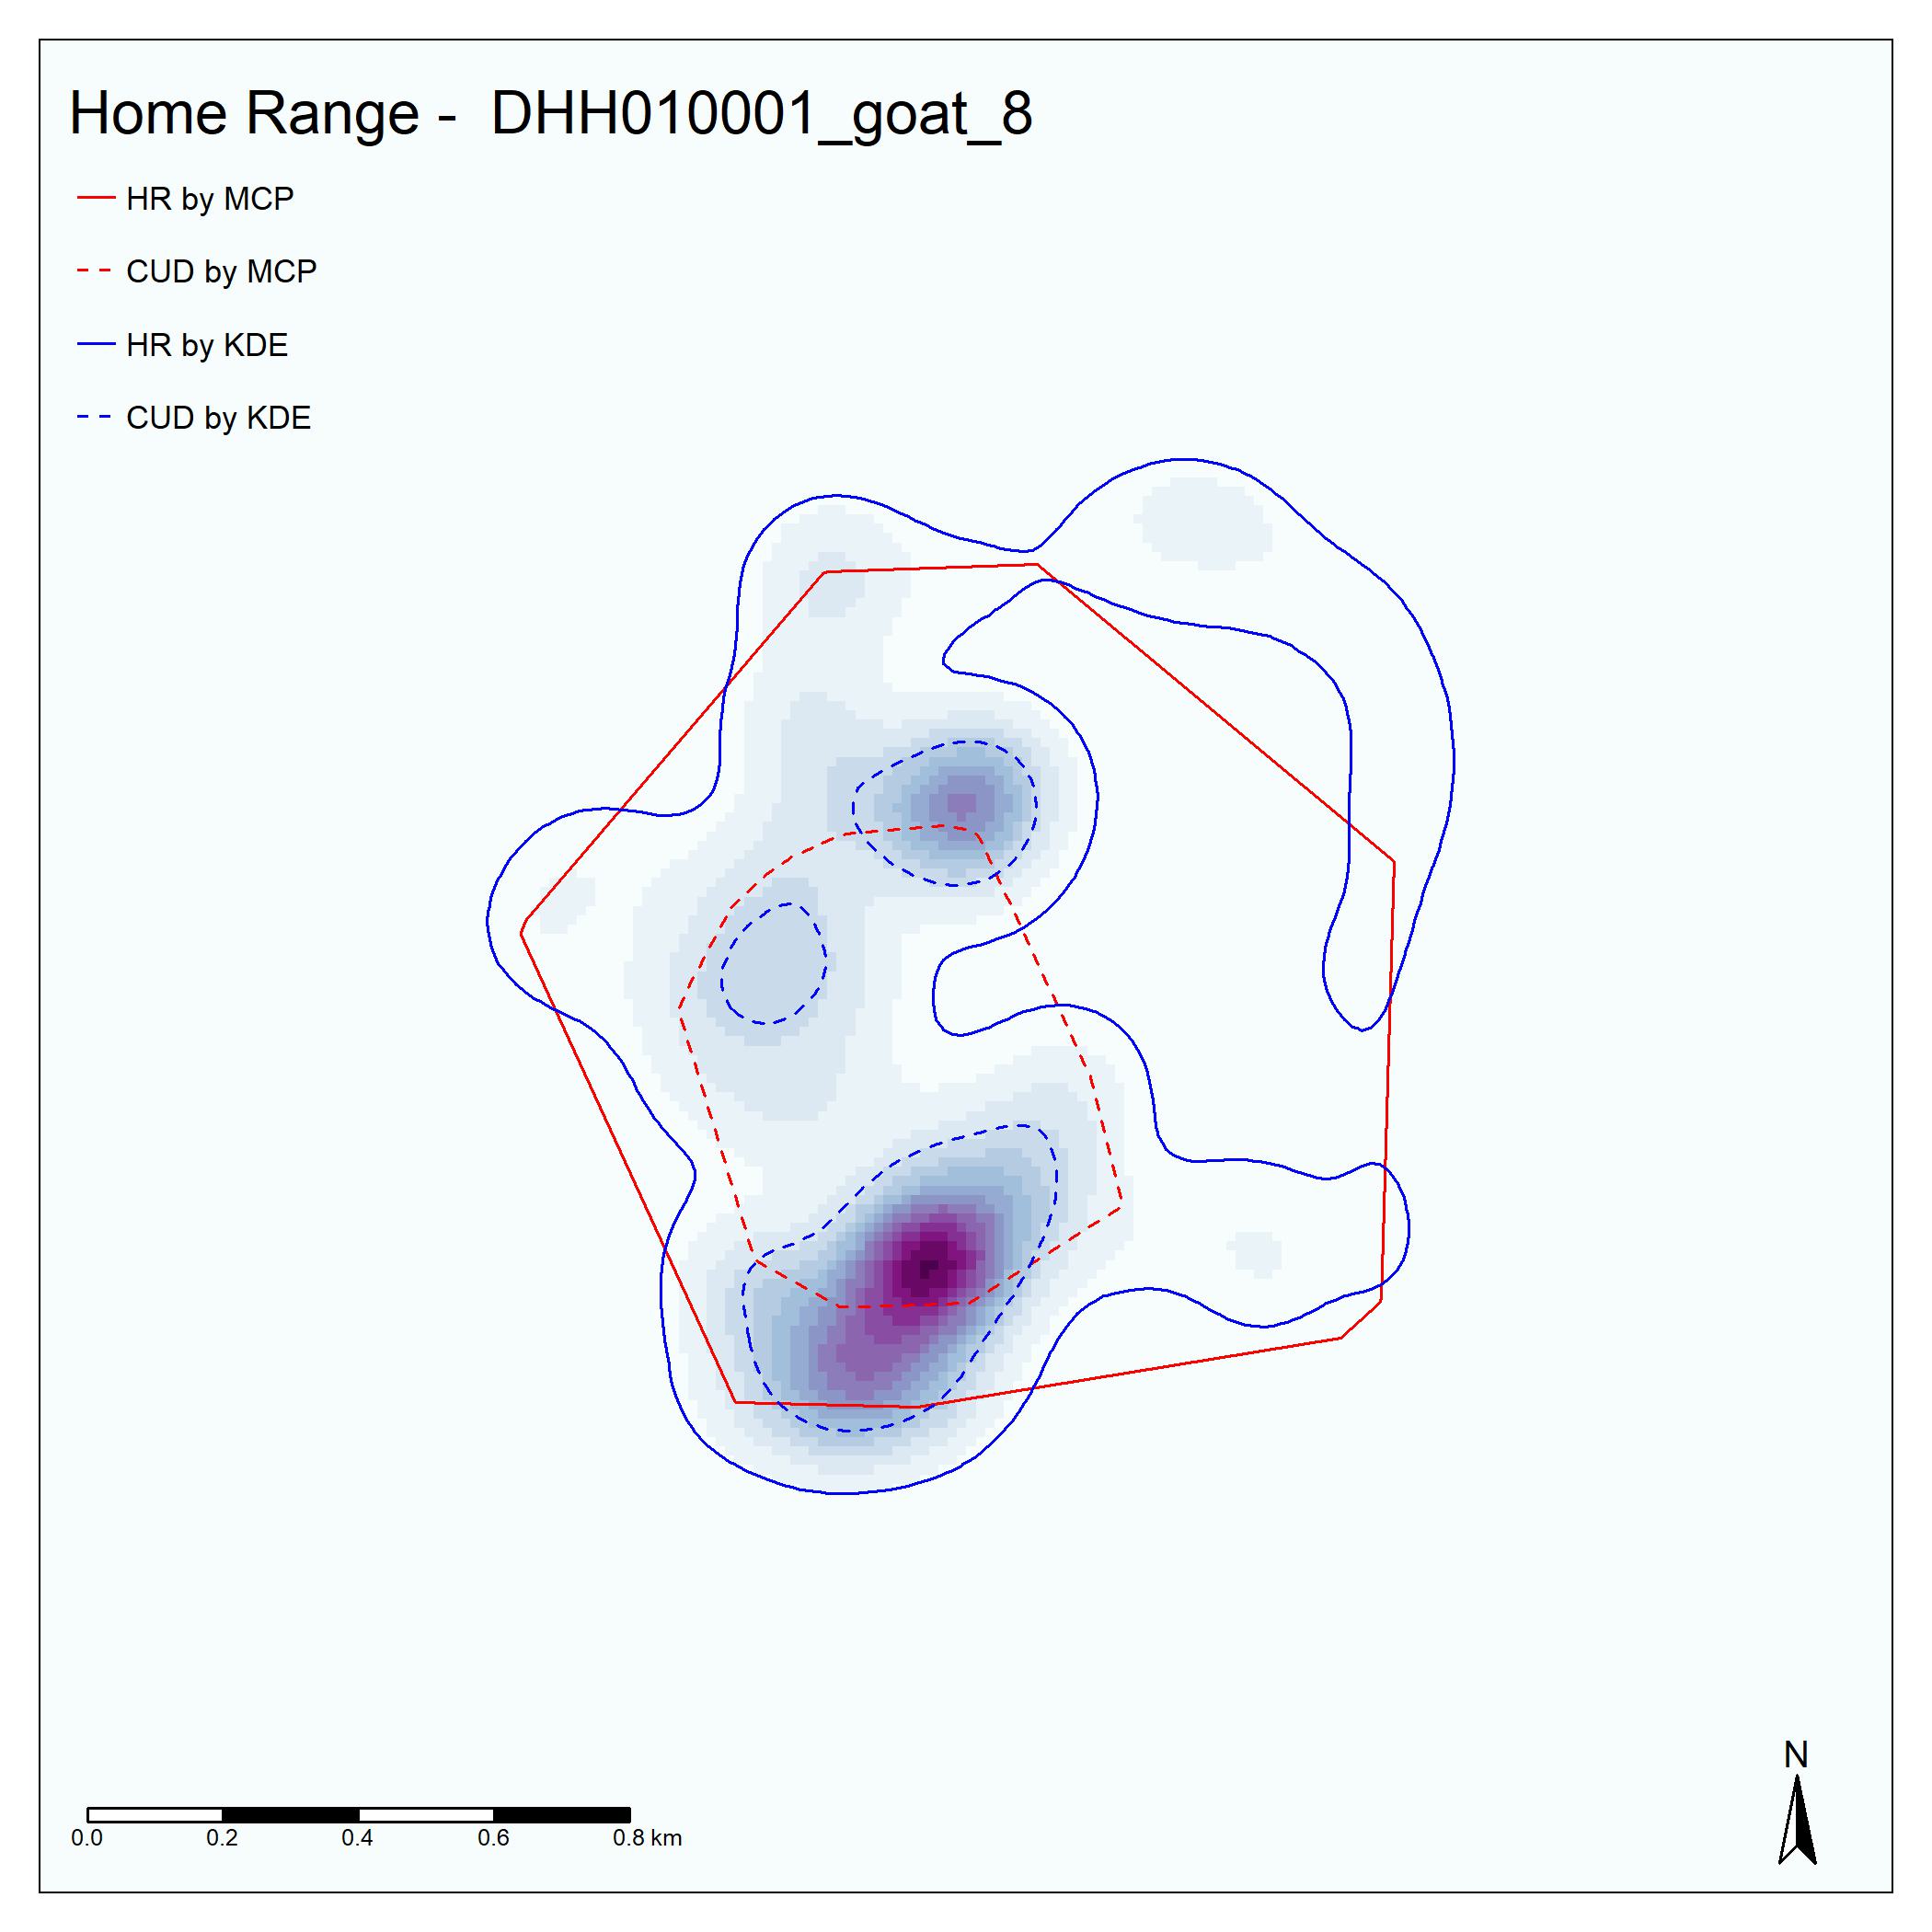 Home Range -  DHH010001_goat_8
HR by MCP
CUD by MCP
HR by KDE
CUD by KDE
N
0.0 0.2 0.4 0.6 0.8 km